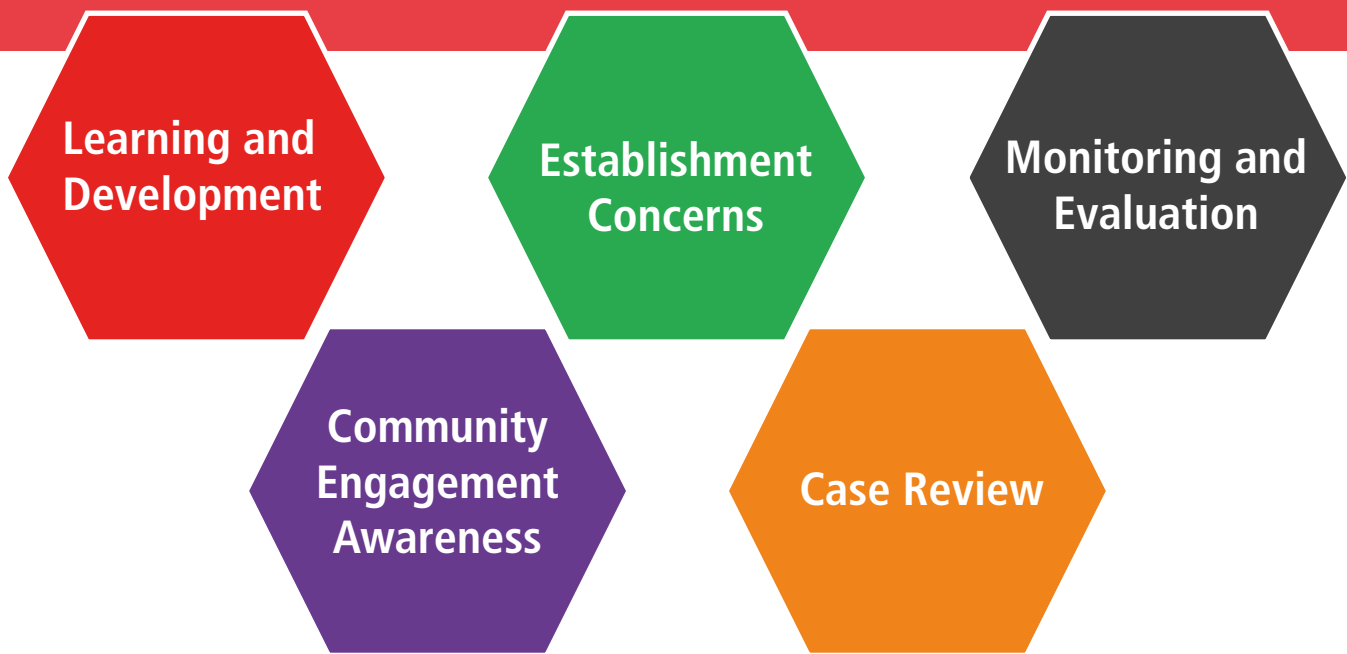 Learning and
Development
Establishment
Concerns
Monitoring and
Evaluation
Community
Engagement
Awareness
Case Review